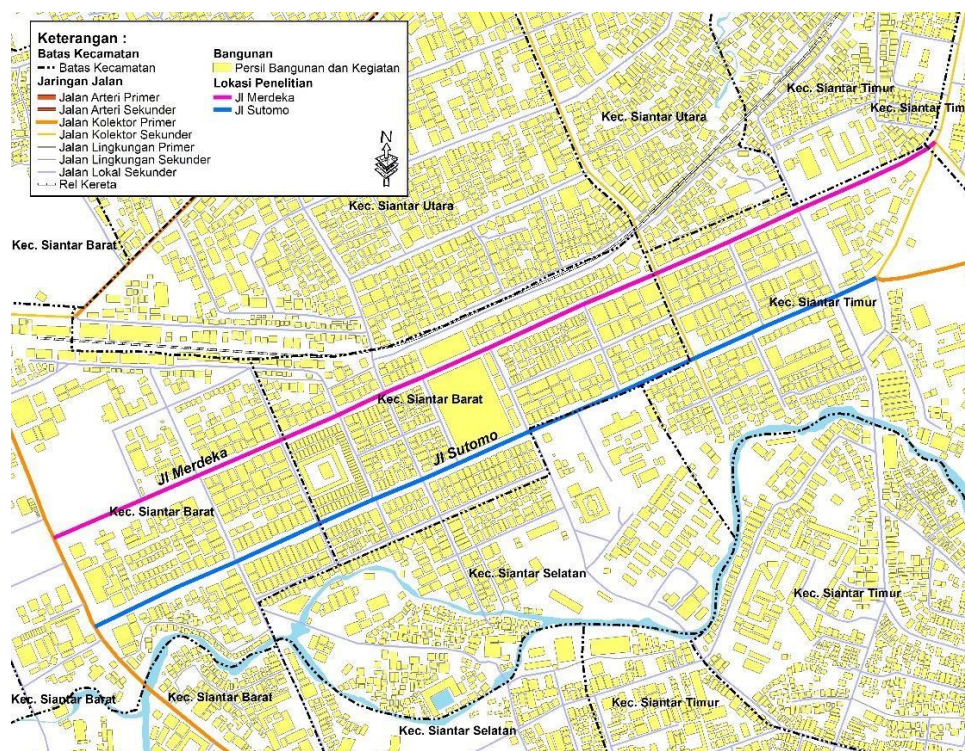 Keterangan :
Batas Kecamatan
Batas Kecamatan
Jaringan Jalan
Jalan Arteri Primer
Jalan Arteri Sekunder
Jalan Kolektor Primer
Jalan Kolektor Sekunder
Jalan Lingkungan Primer
Jalan Lingkungan Sekunder
Jalan Lokal Sekunder
Rel Kereta
Bangunan
Persil Bangunan dan Kegiatan
Lokasi Penelitian
Jl Merdeka
Jl Sutomo
N
Kec. Siantar Timur
Kec. Siantar Tim
Kec. Siantar Utara
Kec. Siantar Utara
Kec. Siantar Barat
Kec. Siantar Timur
Kec. Siantar Barat
Jl Sutomo
Jl Merdeka
Kec. Siantar Barat
Kec. Siantar Selatan
Kec. Siantar Timur
Kec. Siantar Barat
Kec. Siantar Barat
Kec. Siantar Timur
Kec. Siantar Selatan